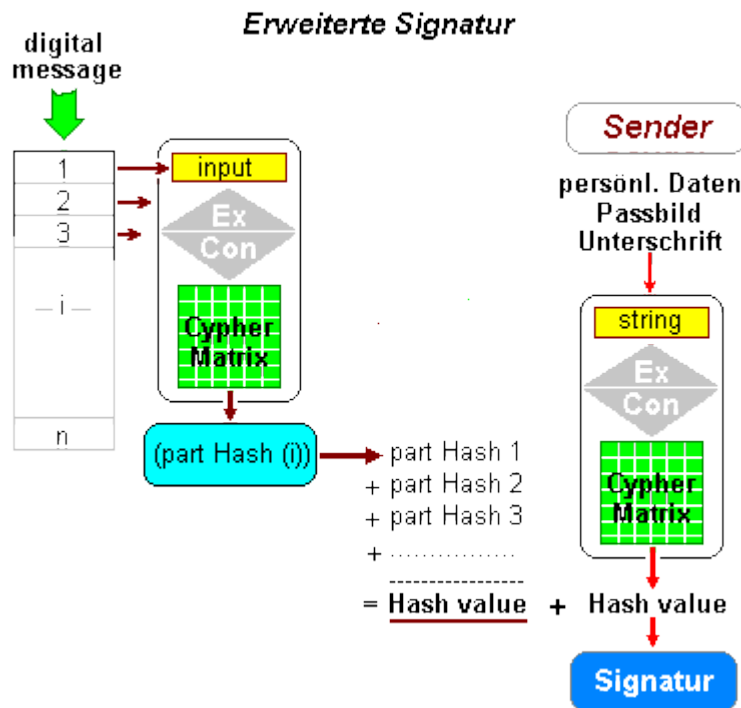 Erweiterte Signatur
digital
message
1
2
3
— i —
n
input
Ex
Con
Cypher
Matrix
(part Hash (i))
part Hash 1
+ part Hash 2
+ part Hash 3
+ ................
---------------
= Hash value + Hash value
Sender
persönl. Daten
Passbild
Unterschrift
string
Ex
Con
Cypher
Matrix
Signatur